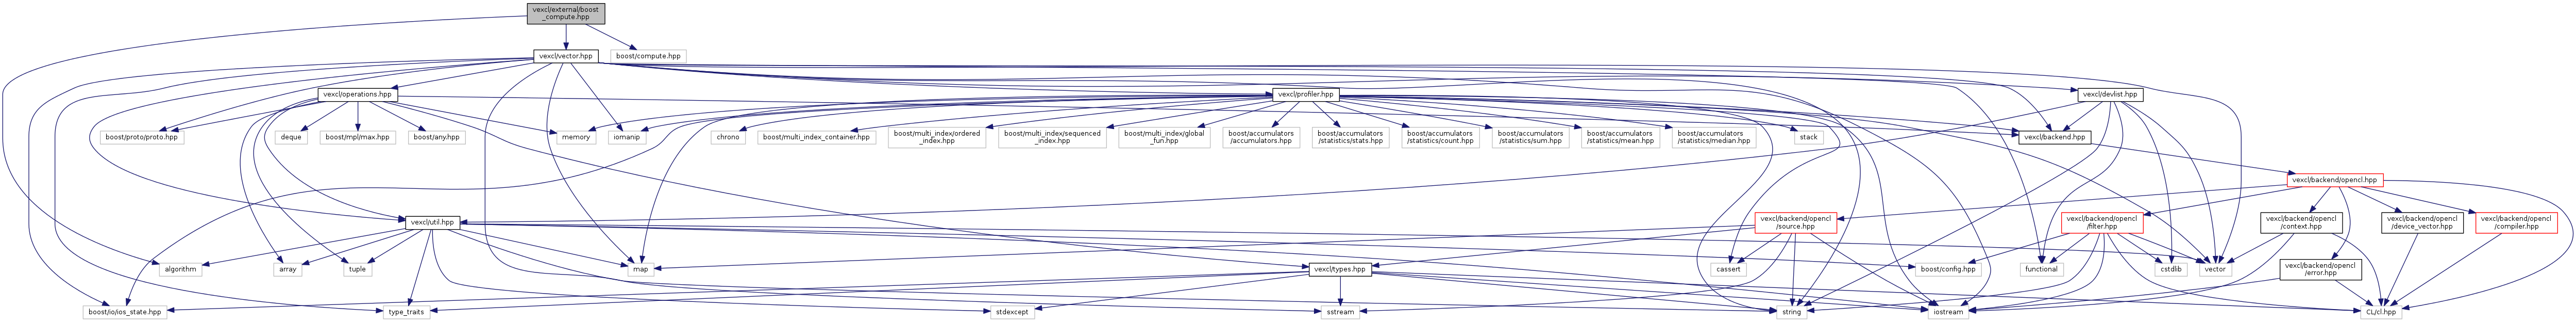 vexcl/external/boost
_compute.hpp
vexcl/vector.hpp
boost/compute.hpp
vexcl/operations.hpp
vexcl/profiler.hpp
vexcl/devlist.hpp
boost/proto/proto.hpp
deque
boost/mpl/max.hpp
boost/any.hpp
memory
iomanip
chrono
boost/multi_index_container.hpp
boost/multi_index/ordered
_index.hpp
boost/multi_index/sequenced
_index.hpp
boost/multi_index/global
_fun.hpp
boost/accumulators
/accumulators.hpp
boost/accumulators
/statistics/stats.hpp
boost/accumulators
/statistics/count.hpp
boost/accumulators
/statistics/sum.hpp
boost/accumulators
/statistics/mean.hpp
boost/accumulators
/statistics/median.hpp
stack
vexcl/backend.hpp
vexcl/backend/opencl.hpp
vexcl/util.hpp
vexcl/backend/opencl
/source.hpp
vexcl/backend/opencl
/filter.hpp
vexcl/backend/opencl
/context.hpp
vexcl/backend/opencl
/device_vector.hpp
vexcl/backend/opencl
/compiler.hpp
algorithm
array
tuple
map
vexcl/types.hpp
cassert
boost/config.hpp
functional
cstdlib
vector
vexcl/backend/opencl
/error.hpp
boost/io/ios_state.hpp
type_traits
stdexcept
sstream
string
iostream
CL/cl.hpp